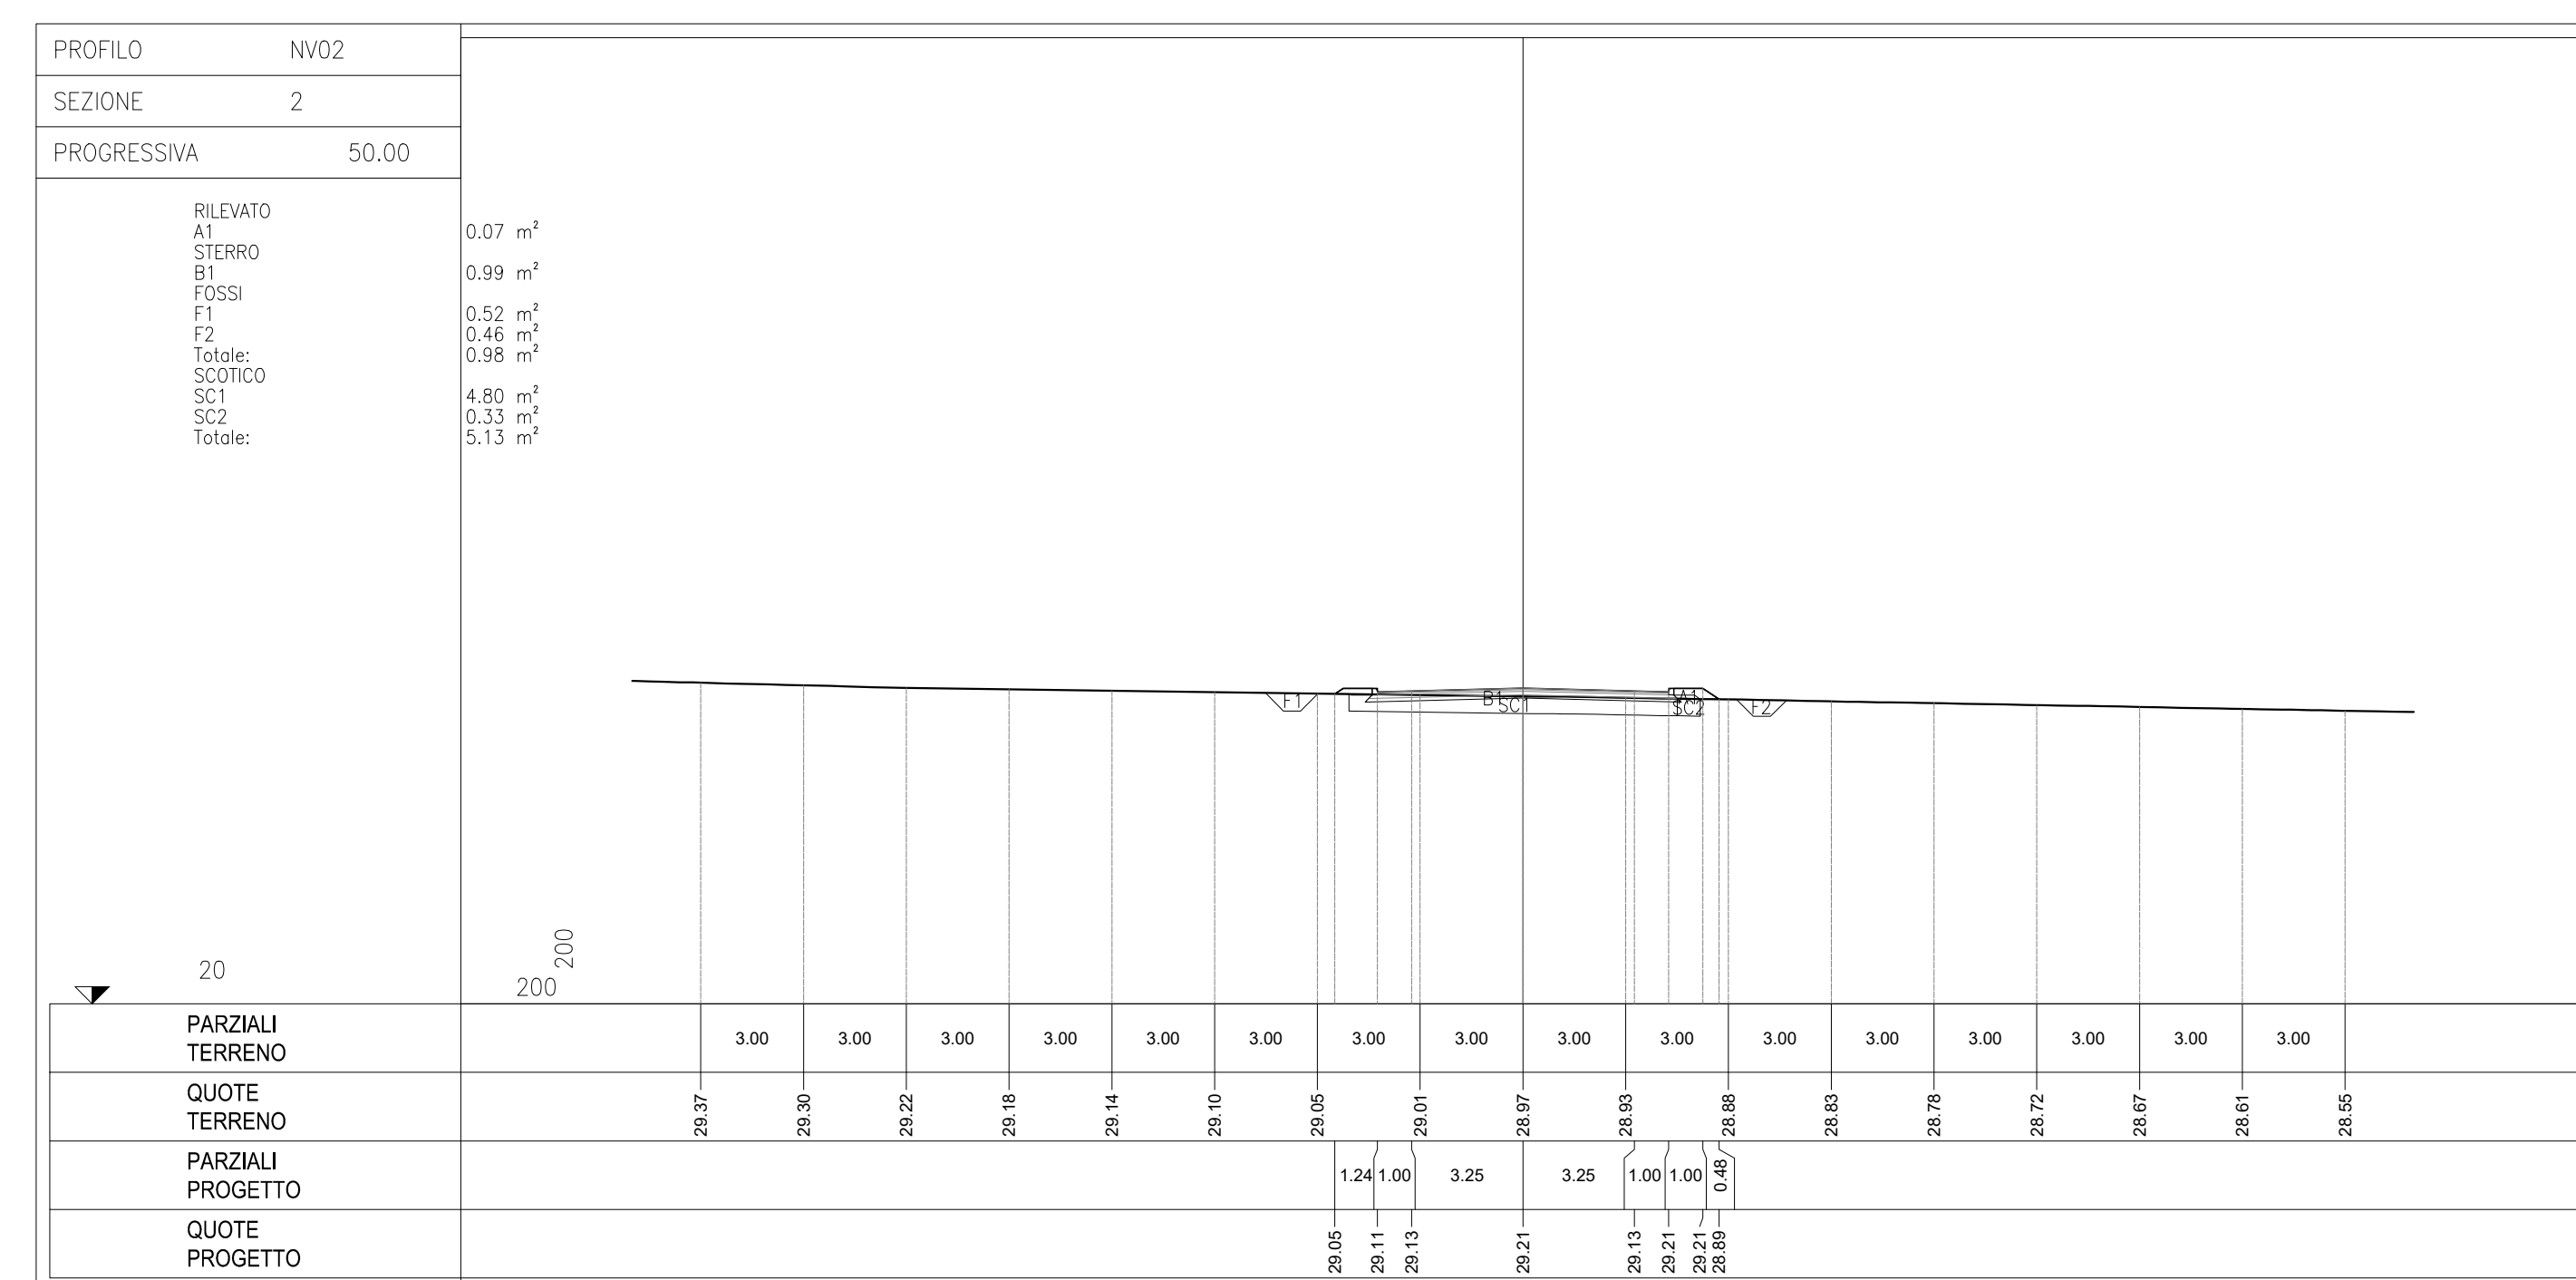 PROFILO NV02
SEZIONE 2
PROGRESSIVA 50.00
RILEVATO
A1 0.07 m²
STERRO
B1 0.99 m²
FOSSI
F1 0.52 m²
F2 0.46 m²
Totale: 0.98 m²
SCOTICO
SC1 4.80 m²
SC2 0.33 m²
Totale: 5.13 m²
F1 B1 SC1 A1 SC2 F2
200
20
200
PARZIALI
TERRENO
3.00 3.00 3.00 3.00 3.00 3.00 3.00 3.00 3.00 3.00 3.00 3.00 3.00 3.00 3.00 3.00
QUOTE
TERRENO
29.37 29.30 29.22 29.18 29.14 29.10 29.05 29.01 28.97 28.93 28.88 28.83 28.78 28.72 28.67 28.61 28.55
PARZIALI
PROGETTO
1.24 1.00 3.25 3.25 1.00 1.00 0.48
QUOTE
PROGETTO
29.05 29.11 29.13 29.21 29.13 29.21 29.21 28.89